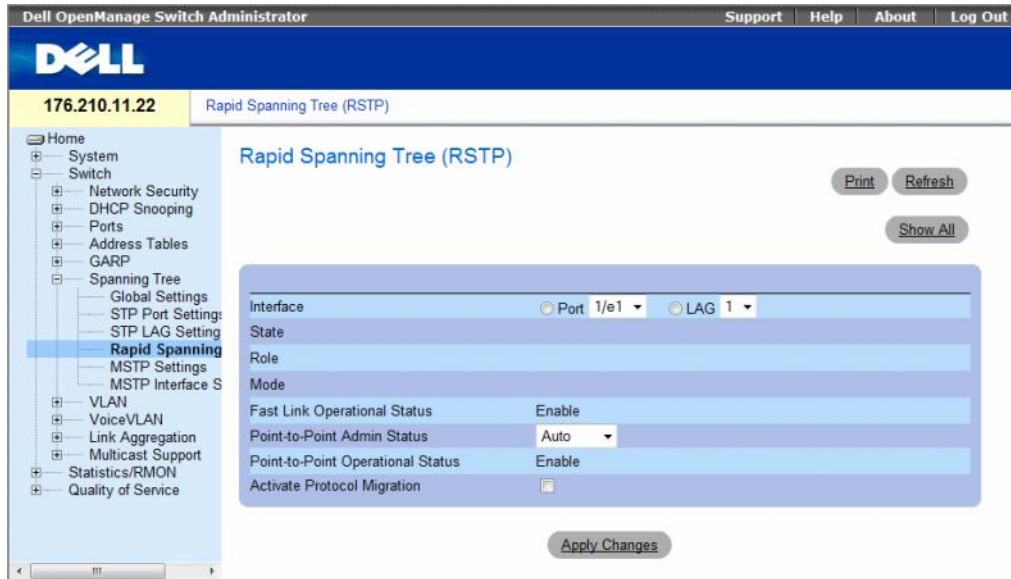 Dell OpenManage Switch Administrator
Support Help About Log Out
DELL
176.210.11.22
Rapid Spanning Tree (RSTP)
Home
System
Switch
Network Security
DHCP Snooping
Ports
Address Tables
GARP
Spanning Tree
Global Settings
STP Port Settings
STP LAG Setting
Rapid Spanning
MSTP Settings
MSTP Interface S
VLAN
VoiceVLAN
Link Aggregation
Multicast Support
Statistics/RMON
Quality of Service
Rapid Spanning Tree (RSTP)
Print Refresh
Show All
Interface Port 1/e1 LAG 1
State
Role
Mode
Fast Link Operational Status Enable
Point-to-Point Admin Status Auto
Point-to-Point Operational Status Enable
Activate Protocol Migration
Apply Changes